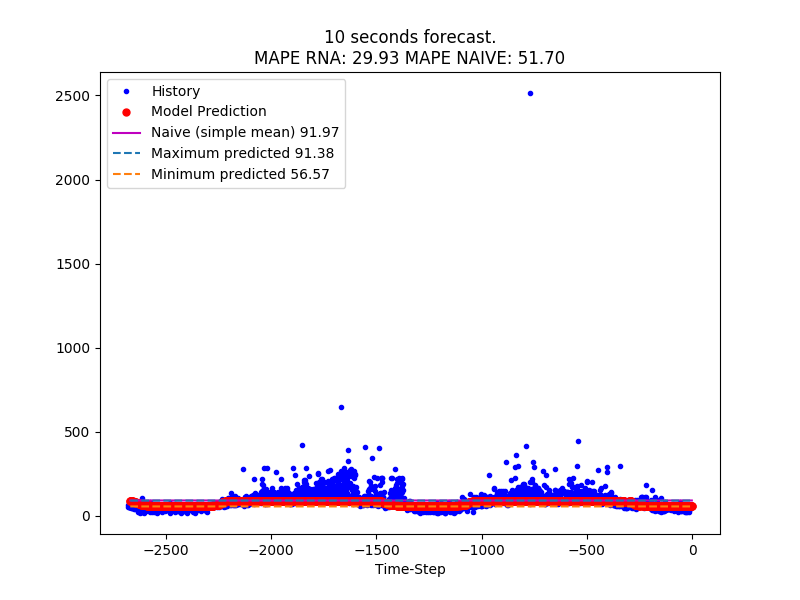 10 seconds forecast.
MAPE RNA: 29.93 MAPE NAIVE: 51.70
History
Model Prediction
Naive (simple mean) 91.97
Maximum predicted 91.38
Minimum predicted 56.57
2500
2000
1500
1000
500
0
−2500 −2000 −1500 −1000 −500 0
Time-Step